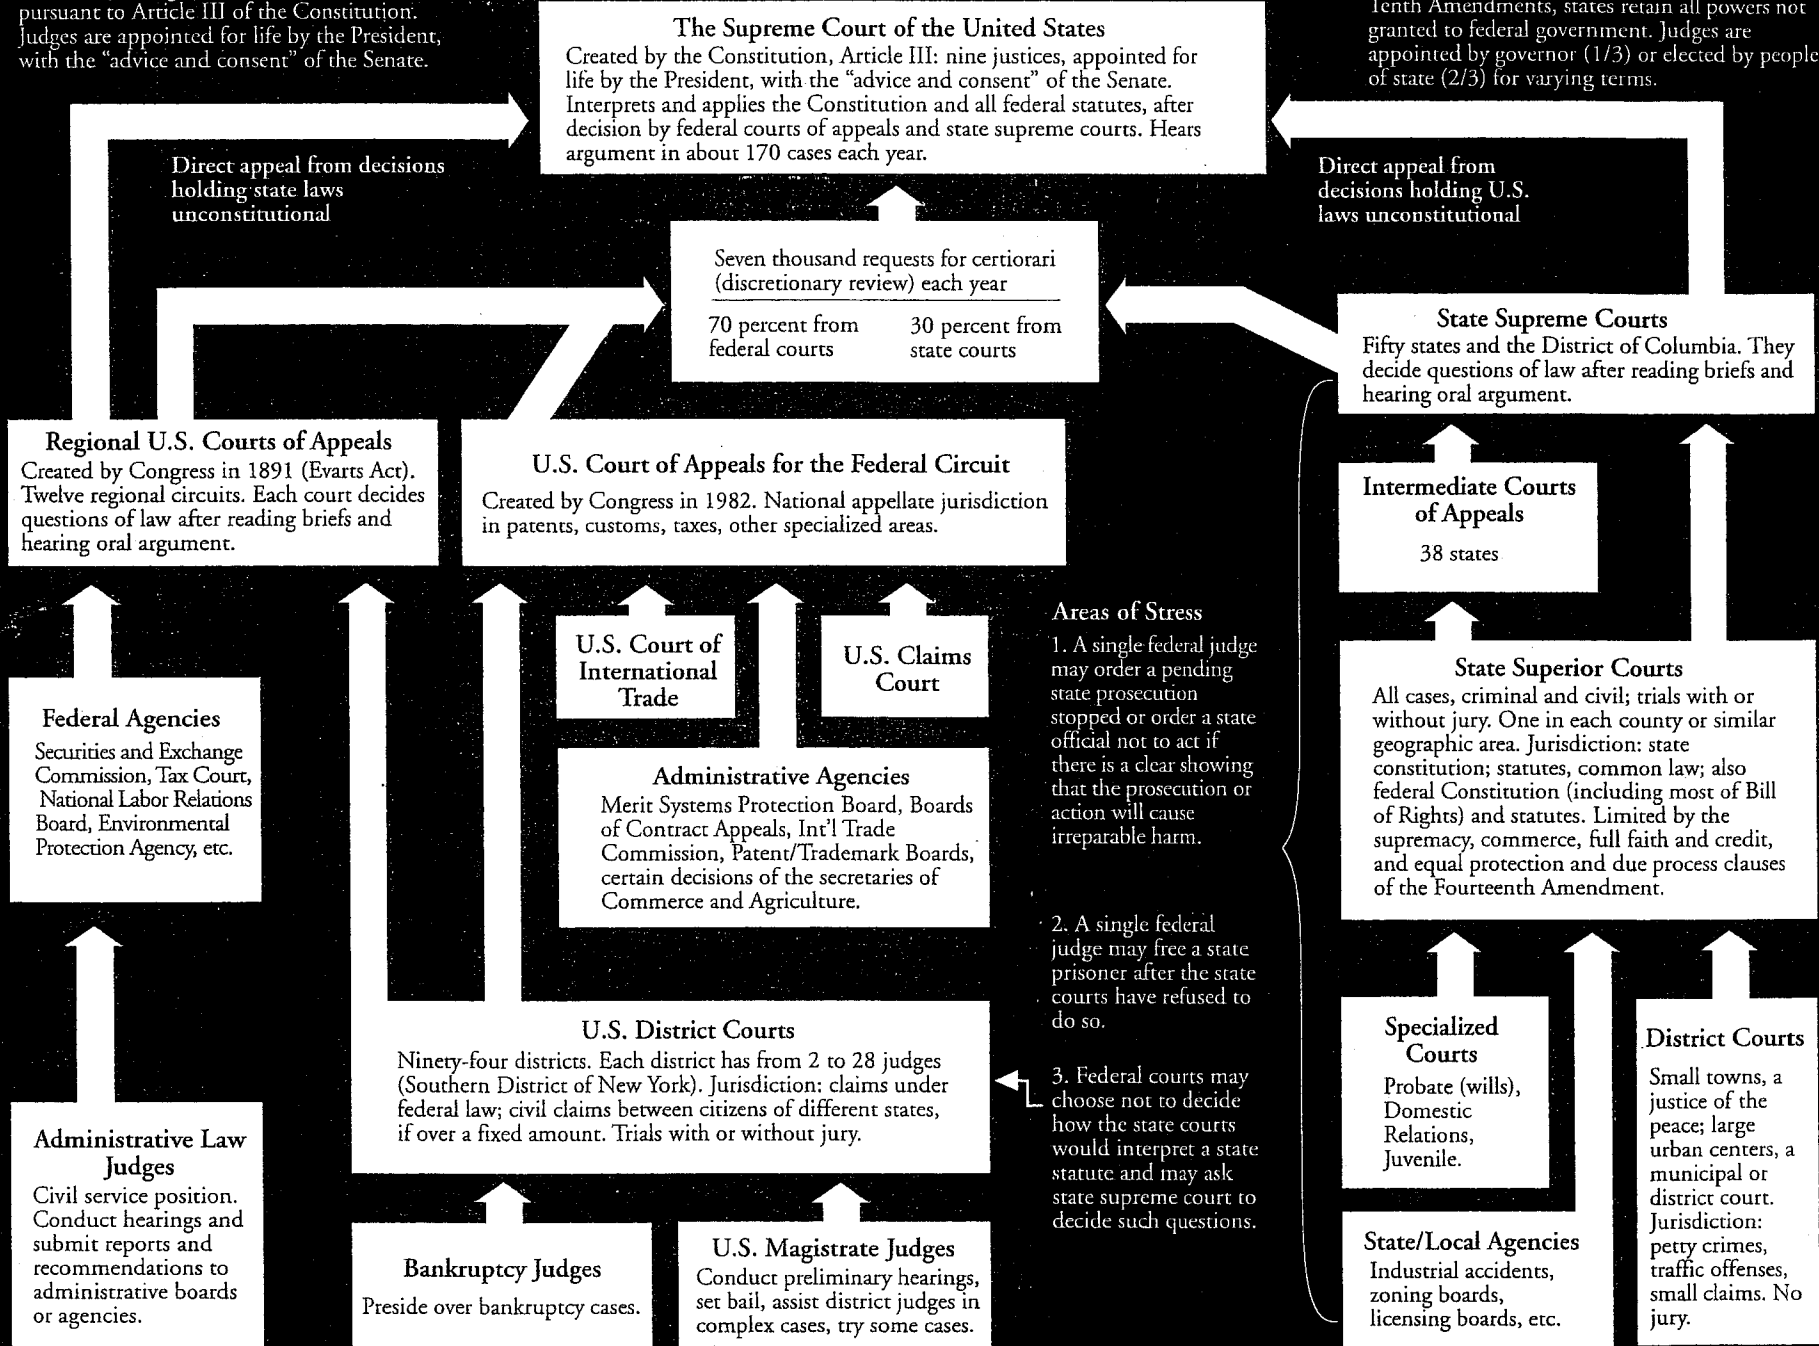 pursuant to Article III of the Constitution.
Judges are appointed for life by the President,
with the “advice and consent” of the Senate.
The Supreme Court of the United States
Created by the Constitution, Article III: nine justices, appointed for
life by the President, with the “advice and consent” of the Senate.
Interprets and applies the Constitution and all federal statutes, after
decision by federal courts of appeals and state supreme courts. Hears
argument in about 170 cases each year.
Tenth Amendments, states retain all powers not
granted to federal government. Judges are
appointed by governor (1/3) or elected by people
of state (2/3) for varying terms.
Direct appeal from decisions
holding state laws
unconstitutional
Direct appeal from
decisions holding U.S.
laws unconstitutional
Seven thousand requests for certiorari
(discretionary review) each year
70 percent from
federal courts
30 percent from
state courts
State Supreme Courts
Fifty states and the District of Columbia. They
decide questions of law after reading briefs and
hearing oral argument.
Regional U.S. Courts of Appeals
Created by Congress in 1891 (Evarts Act).
Twelve regional circuits. Each court decides
questions of law after reading briefs and
hearing oral argument.
U.S. Court of Appeals for the Federal Circuit
Created by Congress in 1982. National appellate jurisdiction
in patents, customs, taxes, other specialized areas.
Intermediate Courts
of Appeals
38 states
U.S. Court of
International
Trade
U.S. Claims
Court
Areas of Stress
1. A single federal judge
may order a pending
state prosecution
stopped or order a state
official not to act if
there is a clear showing
that the prosecution or
action will cause
irreparable harm.
2. A single federal
judge may free a state
prisoner after the state
courts have refused to
do so.
3. Federal courts may
choose not to decide
how the state courts
would interpret a state
statute and may ask
state supreme court to
decide such questions.
State Superior Courts
All cases, criminal and civil; trials with or
without jury. One in each county or similar
geographic area. Jurisdiction: state
constitution; statutes, common law; also
federal Constitution (including most of Bill
of Rights) and statutes. Limited by the
supremacy, commerce, full faith and credit,
and equal protection and due process clauses
of the Fourteenth Amendment.
Federal Agencies
Securities and Exchange
Commission, Tax Court,
National Labor Relations
Board, Environmental
Protection Agency, etc.
Administrative Agencies
Merit Systems Protection Board, Boards
of Contract Appeals, Int’l Trade
Commission, Patent/Trademark Boards,
certain decisions of the secretaries of
Commerce and Agriculture.
U.S. District Courts
Ninety-four districts. Each district has from 2 to 28 judges
(Southern District of New York). Jurisdiction: claims under
federal law; civil claims between citizens of different states,
if over a fixed amount. Trials with or without jury.
Specialized
Courts
Probate (wills),
Domestic
Relations,
Juvenile.
District Courts
Small towns, a
justice of the
peace; large
urban centers, a
municipal or
district court.
Jurisdiction:
petty crimes,
traffic offenses,
small claims. No
jury.
Administrative Law
Judges
Civil service position.
Conduct hearings and
submit reports and
recommendations to
administrative boards
or agencies.
Bankruptcy Judges
Preside over bankruptcy cases.
U.S. Magistrate Judges
Conduct preliminary hearings,
set bail, assist district judges in
complex cases, try some cases.
State/Local Agencies
Industrial accidents,
zoning boards,
licensing boards, etc.